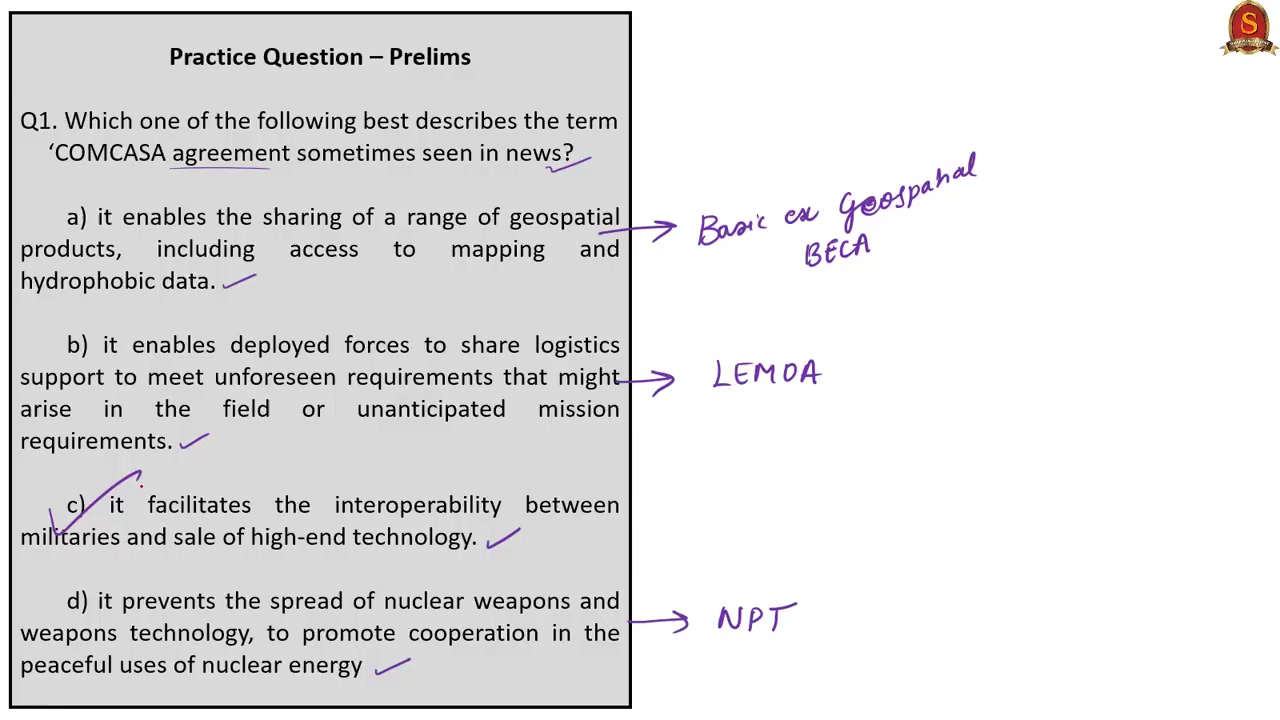 Practice Question – Prelims
Q1. Which one of the following best describes the term
‘COMCASA agreement sometimes seen in news?
a) it enables the sharing of a range of geospatial
products, including access to mapping and
hydrophobic data.
b) it enables deployed forces to share logistics
support to meet unforeseen requirements that might
arise in the field or unanticipated mission
requirements.
c) it facilitates the interoperability between
militaries and sale of high-end technology.
d) it prevents the spread of nuclear weapons and
weapons technology, to promote cooperation in the
peaceful uses of nuclear energy
Basic ex Geospatial
BECA
LEMOA
NPT
S